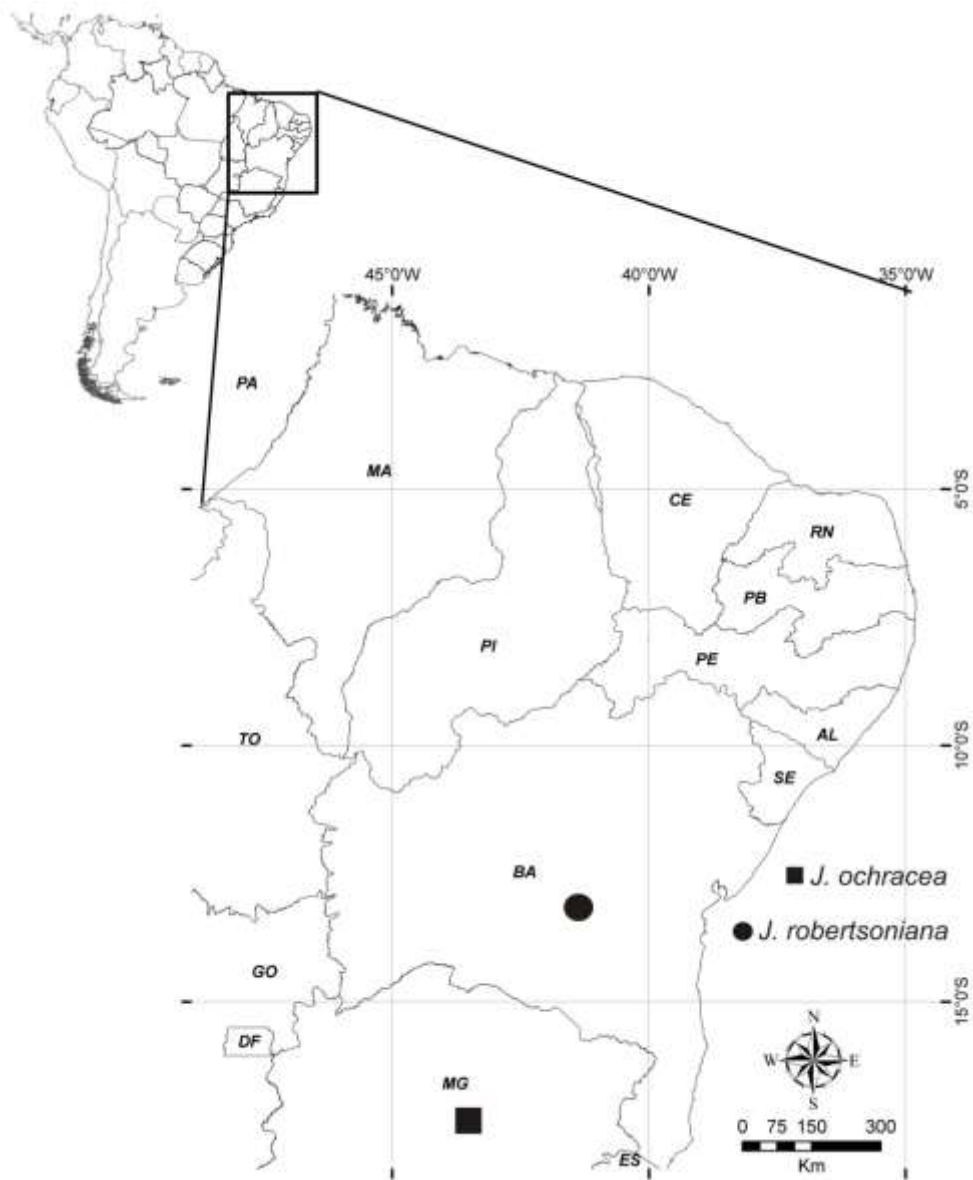 45°0'W 40°0'W 35°0'W
PA
MA
CE
5°0'S
RN
PB
PI
PE
TO
AL
10°0'S
SE
BA
J. ochracea
J. robertsoniana
GO
15°0'S
DF
N
W E
S
MG
0 75 150 300
Km
ES